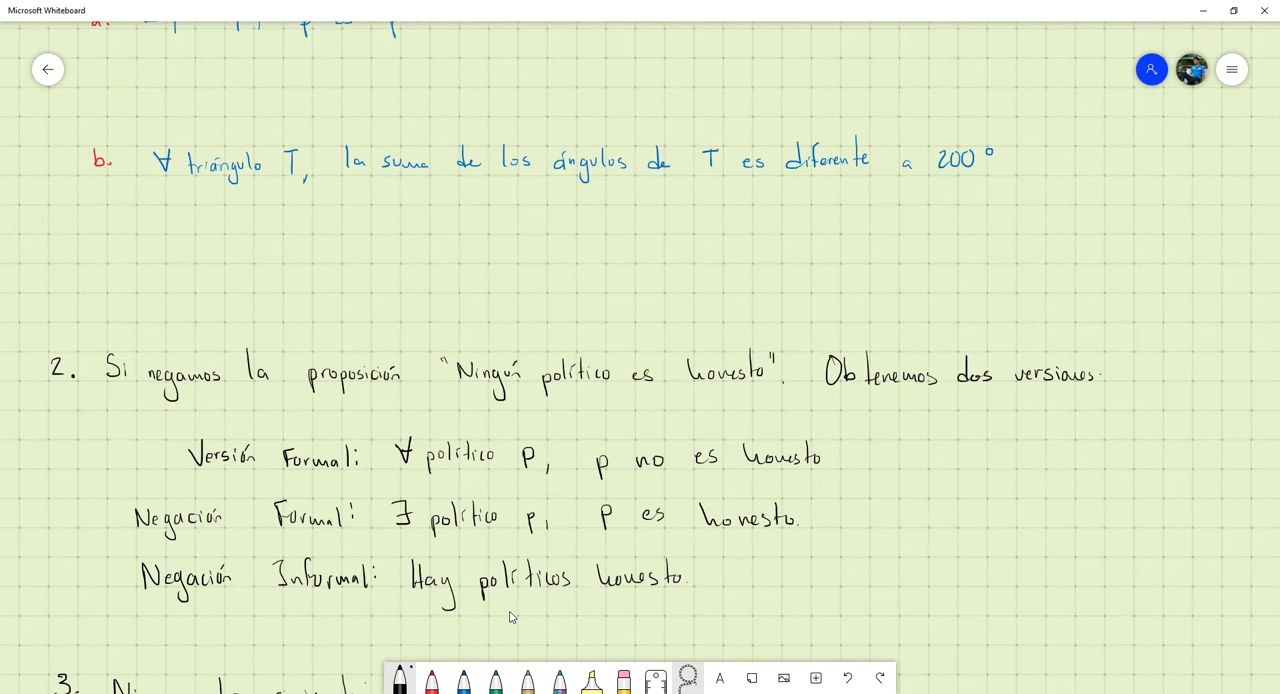 Microsoft Whiteboard
b. ∀ triángulo T, la suma de los ángulos de T es diferente a 200°
2. Si negamos la proposición "Ningún político es honesto". Obtenemos dos versiones.
Versión Formal: ∀ político p, p no es honesto
Negación Formal: ∃ político p, p es honesto.
Negación Informal: Hay políticos honesto.
3.
A